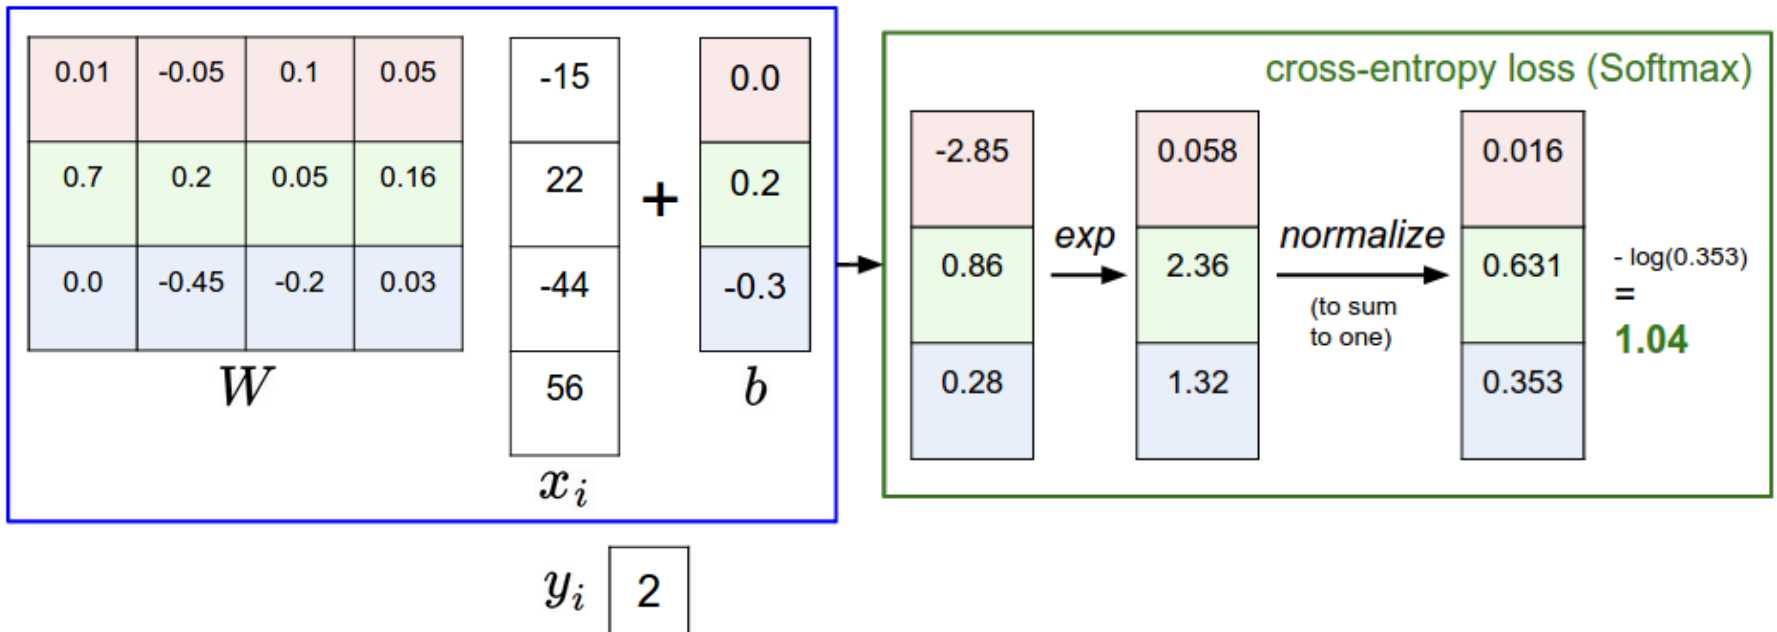 0.01 -0.05 0.1 0.05
0.7 0.2 0.05 0.16
0.0 -0.45 -0.2 0.03
W
-15
22
-44
56
x_i
+
0.0
0.2
-0.3
b
y_i 2
cross-entropy loss (Softmax)
-2.85
0.86
0.28
exp
0.058
2.36
1.32
normalize
(to sum
to one)
0.016
0.631
0.353
- log(0.353)
=
1.04